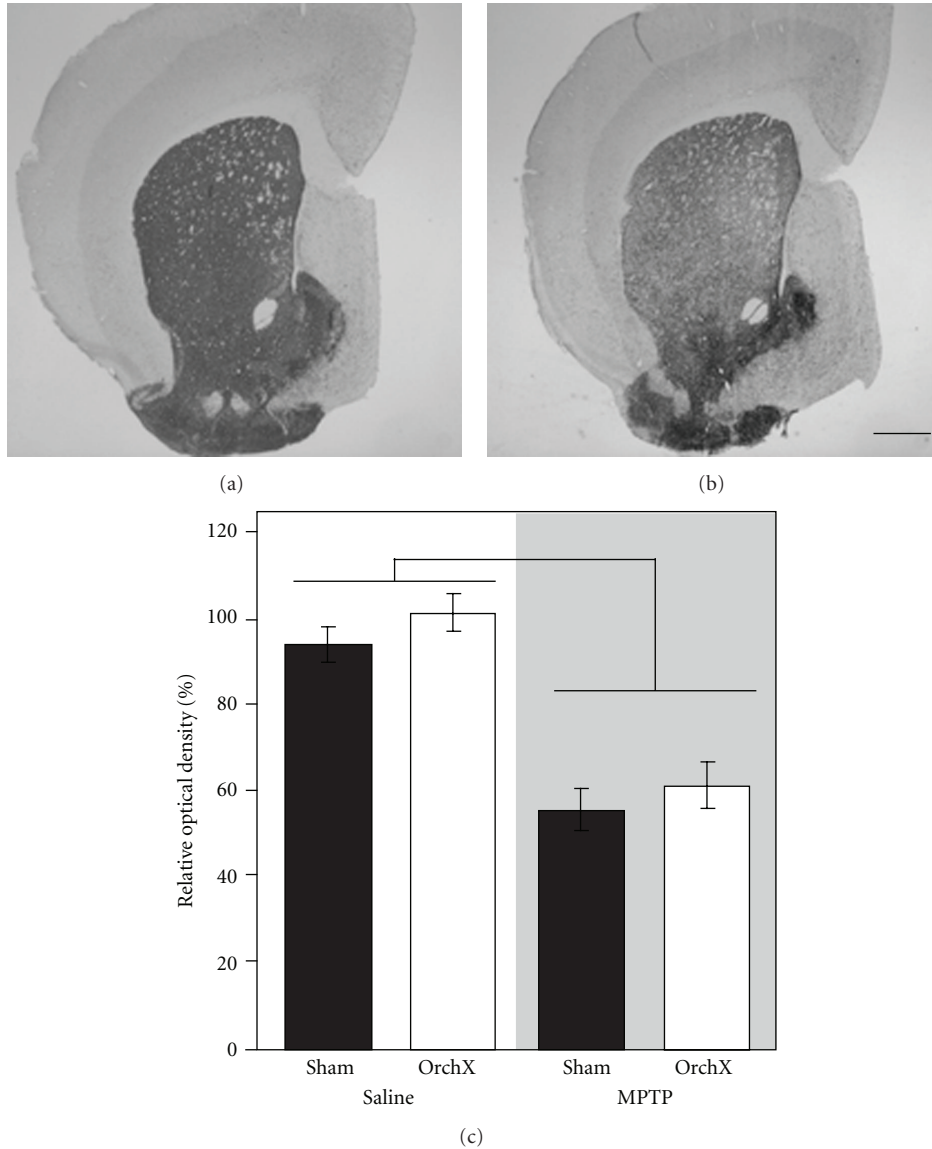 (a)
(b)
120
100
80
60
40
20
0
Relative optical density (%)
Sham
OrchX
Sham
OrchX
Saline
MPTP
(c)